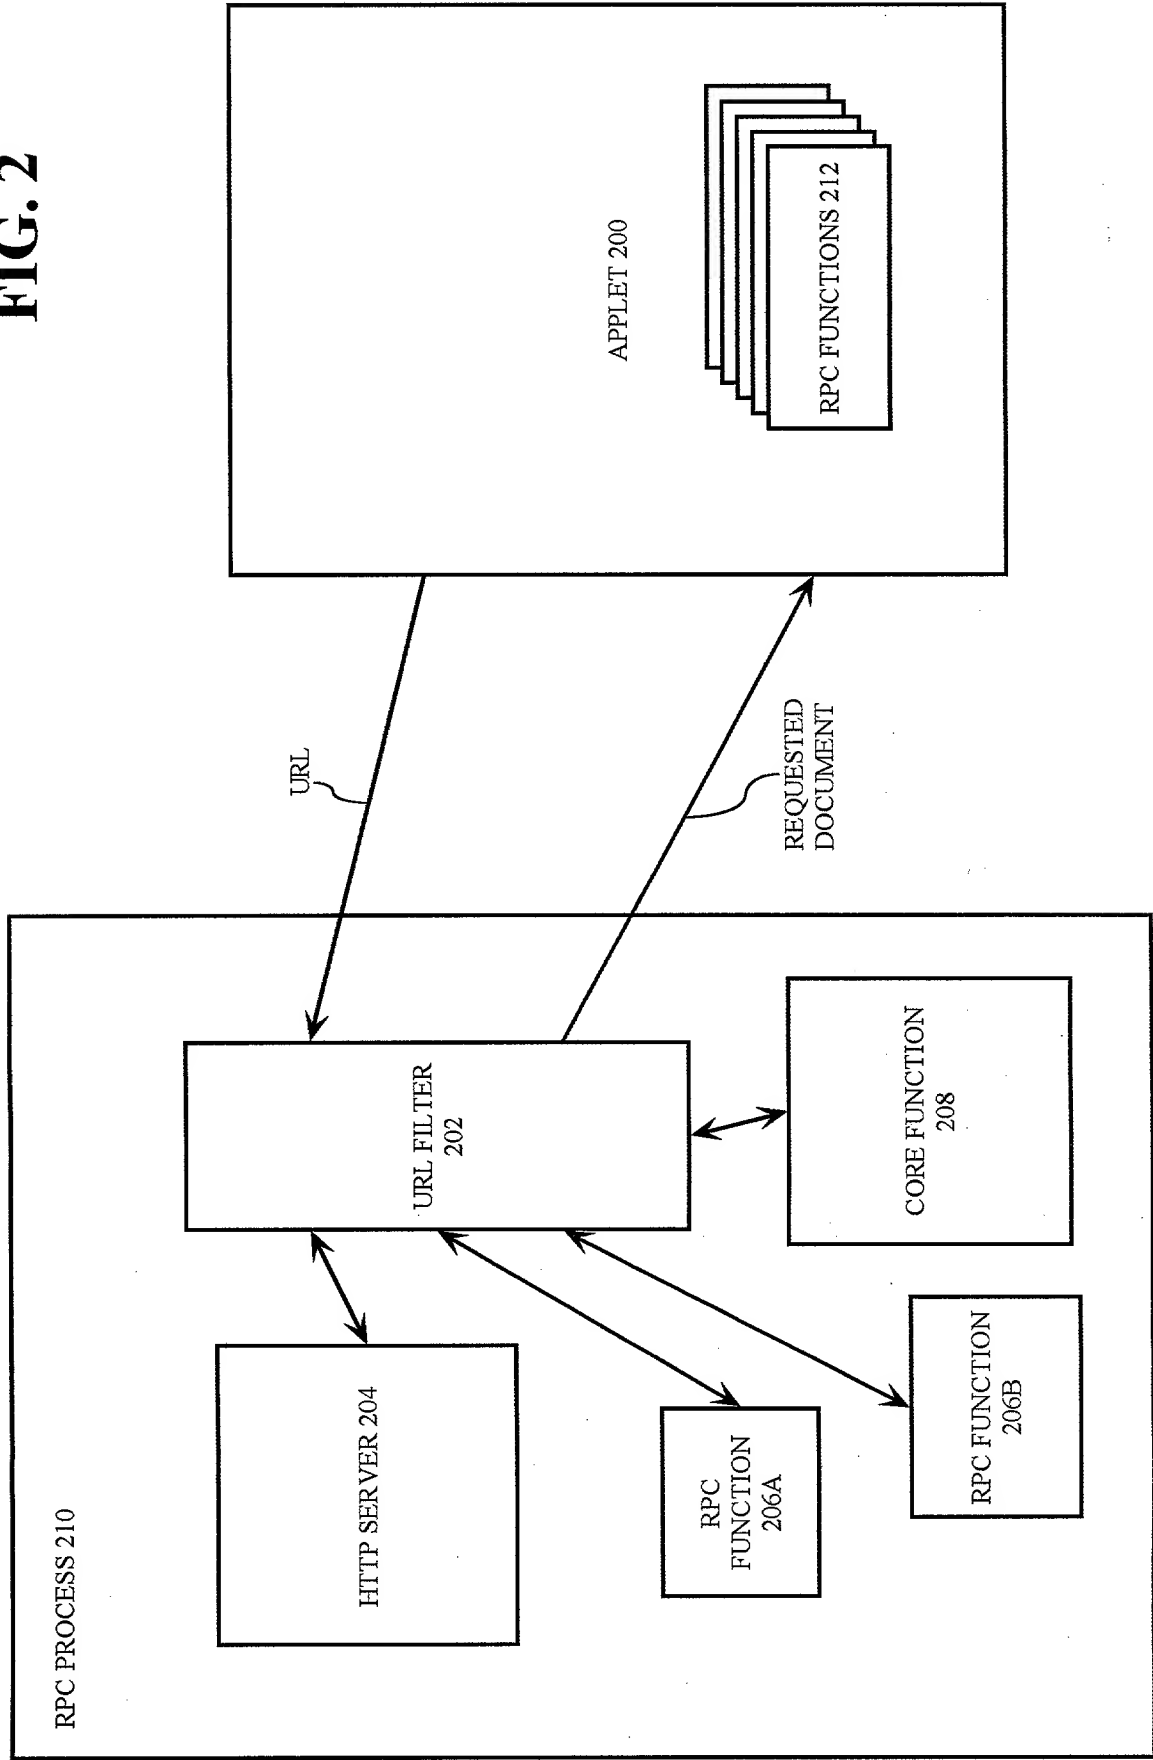 FIG. 2
RPC PROCESS 210
HTTP SERVER 204
URL FILTER
202
RPC
FUNCTION
206A
RPC FUNCTION
206B
CORE FUNCTION
208
URL
REQUESTED
DOCUMENT
APPLET 200
RPC FUNCTIONS 212